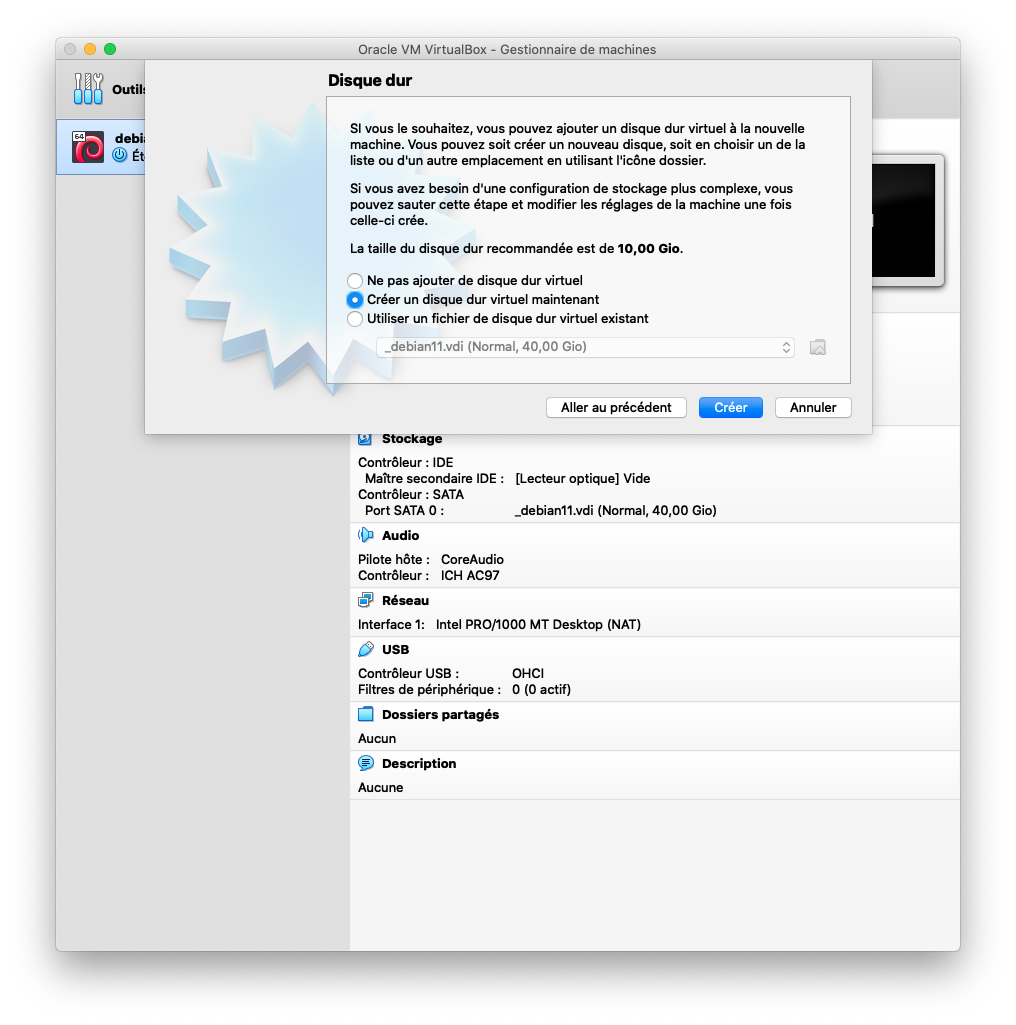 Oracle VM VirtualBox - Gestionnaire de machines
Outils
Disque dur
64
debi
Ét
SI vous le souhaitez, vous pouvez ajouter un disque dur virtuel à la nouvelle
machine. Vous pouvez soit créer un nouveau disque, soit en choisir un de la
liste ou d'un autre emplacement en utilisant l'icône dossier.
Si vous avez besoin d'une configuration de stockage plus complexe, vous
pouvez sauter cette étape et modifier les réglages de la machine une fois
celle-ci crée.
La taille du disque dur recommandée est de 10,00 Gio.
Ne pas ajouter de disque dur virtuel
Créer un disque dur virtuel maintenant
Utiliser un fichier de disque dur virtuel existant
_debian11.vdi (Normal, 40,00 Gio)
Aller au précédent
Créer
Annuler
Stockage
Contrôleur : IDE
Maître secondaire IDE : [Lecteur optique] Vide
Contrôleur : SATA
Port SATA 0 : _debian11.vdi (Normal, 40,00 Gio)
Audio
Pilote hôte : CoreAudio
Contrôleur : ICH AC97
Réseau
Interface 1: Intel PRO/1000 MT Desktop (NAT)
USB
Contrôleur USB : OHCI
Filtres de périphérique : 0 (0 actif)
Dossiers partagés
Aucun
Description
Aucune